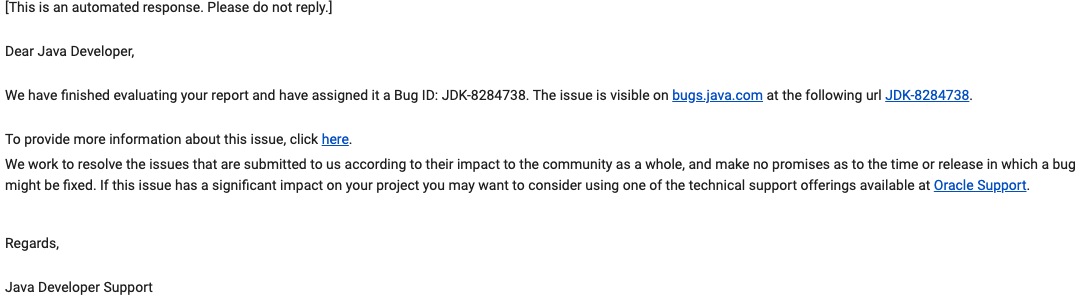 [This is an automated response. Please do not reply.]
Dear Java Developer,
We have finished evaluating your report and have assigned it a Bug ID: JDK-8284738. The issue is visible on bugs.java.com at the following url JDK-8284738.
To provide more information about this issue, click here.
We work to resolve the issues that are submitted to us according to their impact to the community as a whole, and make no promises as to the time or release in which a bug
might be fixed. If this issue has a significant impact on your project you may want to consider using one of the technical support offerings available at Oracle Support.
Regards,
Java Developer Support